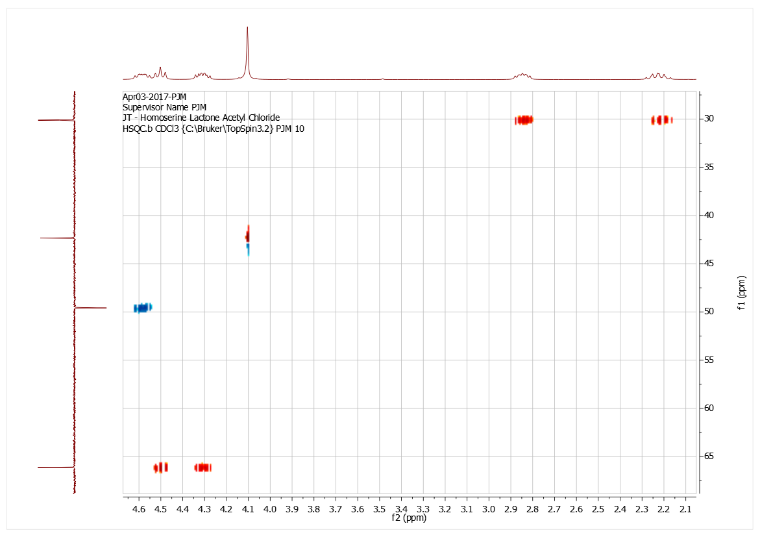 Apr03-2017-PJM
Supervisor Name PJM
JT - Homoserine Lactone Acetyl Chloride
HSQC.b CDCl3 {C:\Bruker\TopSpin3.2} PJM 10
30
35
40
45
50
55
60
65
f1 (ppm)
4.6 4.5 4.4 4.3 4.2 4.1 4.0 3.9 3.8 3.7 3.6 3.5 3.4 3.3 3.2 3.1 3.0 2.9 2.8 2.7 2.6 2.5 2.4 2.3 2.2 2.1
f2 (ppm)